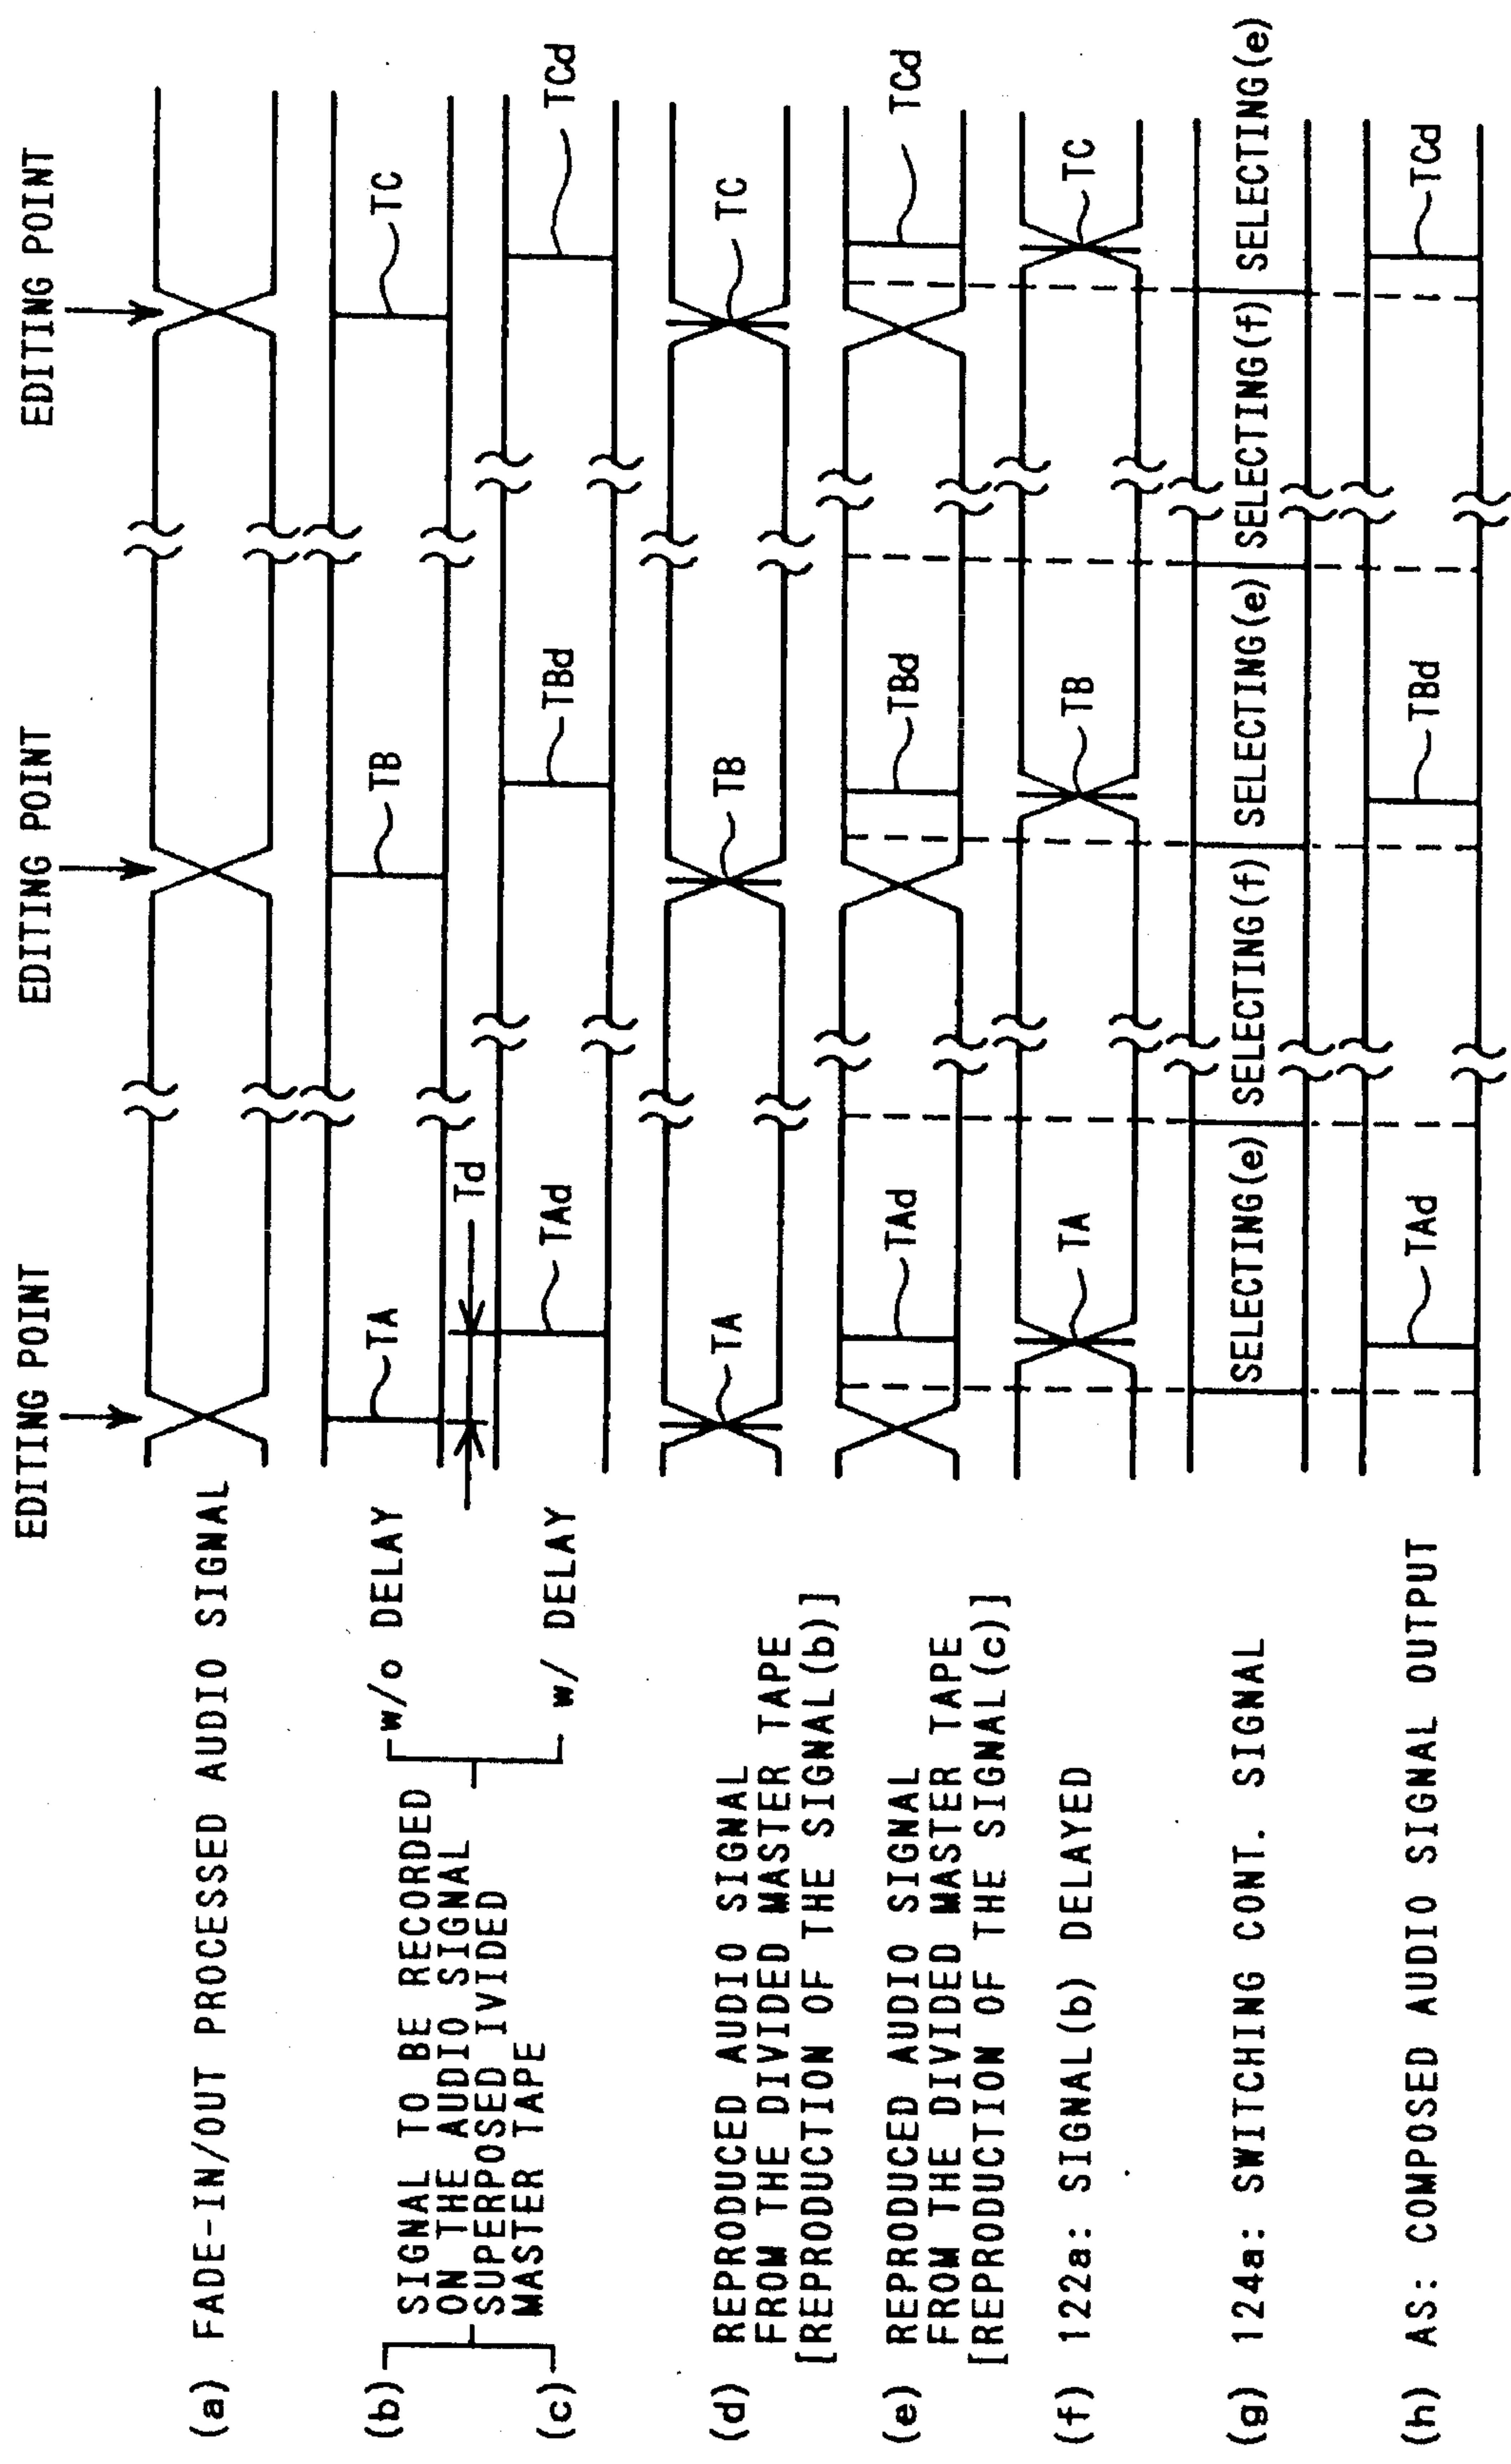 EDITING POINT EDITING POINT EDITING POINT
(a) FADE-IN/OUT PROCESSED AUDIO SIGNAL
(b) w/o DELAY TA TB TC
SIGNAL TO BE RECORDED
ON THE AUDIO SIGNAL
SUPERPOSED IVIDED
MASTER TAPE
Td
(c) w/ DELAY TAd TBd TCd
(d) REPRODUCED AUDIO SIGNAL TA TB TC
FROM THE DIVIDED MASTER TAPE
[REPRODUCTION OF THE SIGNAL(b)]
(e) REPRODUCED AUDIO SIGNAL TAd TBd TCd
FROM THE DIVIDED MASTER TAPE
[REPRODUCTION OF THE SIGNAL(c)]
(f) 122a: SIGNAL(b) DELAYED TA TB TC
(g) 124a: SWITCHING CONT. SIGNAL SELECTING(e) SELECTING(f) SELECTING(e) SELECTING(f) SELECTING(e)
(h) AS: COMPOSED AUDIO SIGNAL OUTPUT TAd TBd TCd